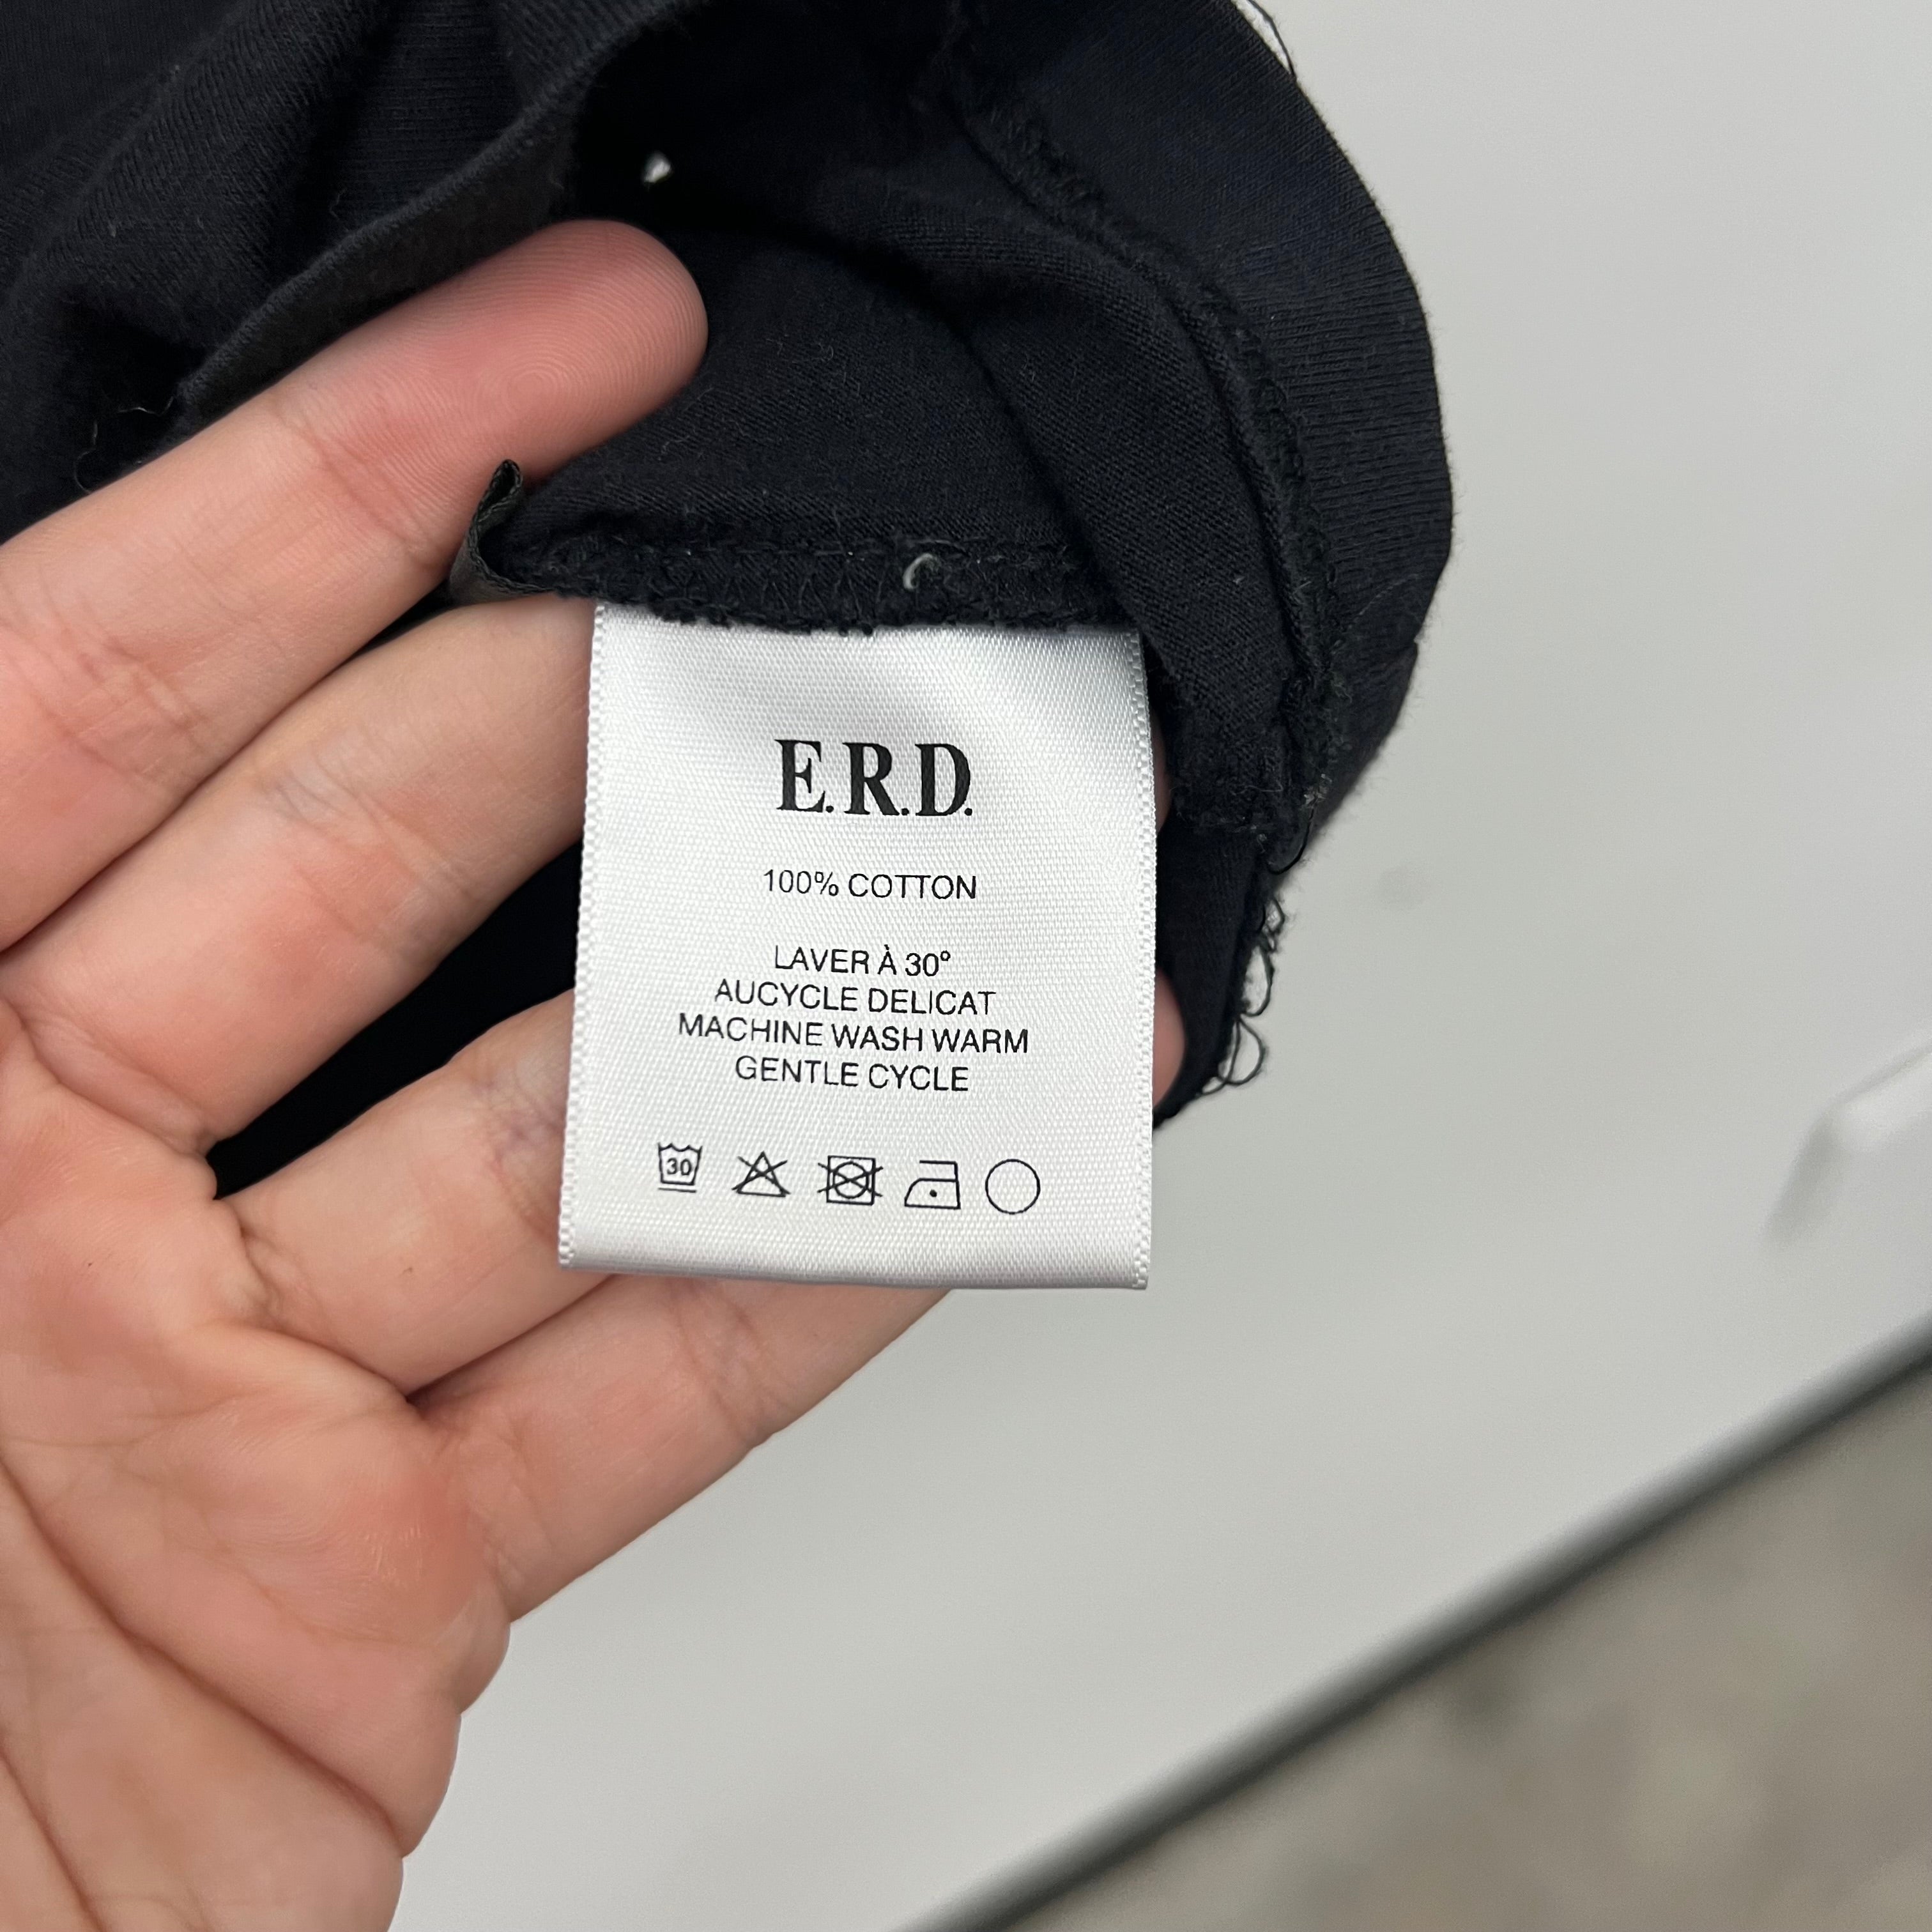 E.R.D.
100% COTTON
LAVER À 30°
AUCYCLE DELICAT
MACHINE WASH WARM
GENTLE CYCLE
30